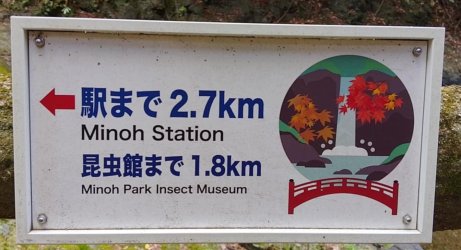 駅まで2.7km
Minoh Station
昆虫館まで1.8km
Minoh Park Insect Museum